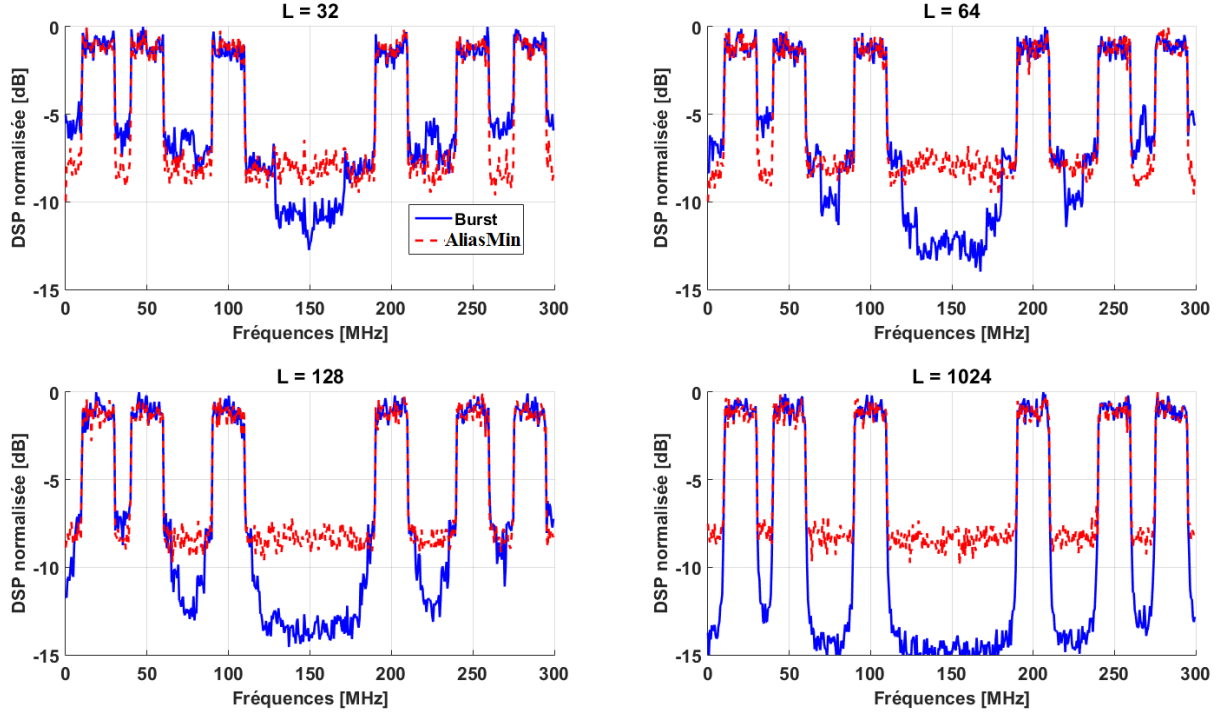 L = 32
0
-5
-10
-15
DSP normalisée [dB]
0 50 100 150 200 250 300
Fréquences [MHz]
Burst
AliasMin
L = 64
0
-5
-10
-15
DSP normalisée [dB]
0 50 100 150 200 250 300
Fréquences [MHz]
L = 128
0
-5
-10
-15
DSP normalisée [dB]
0 50 100 150 200 250 300
Fréquences [MHz]
L = 1024
0
-5
-10
-15
DSP normalisée [dB]
0 50 100 150 200 250 300
Fréquences [MHz]